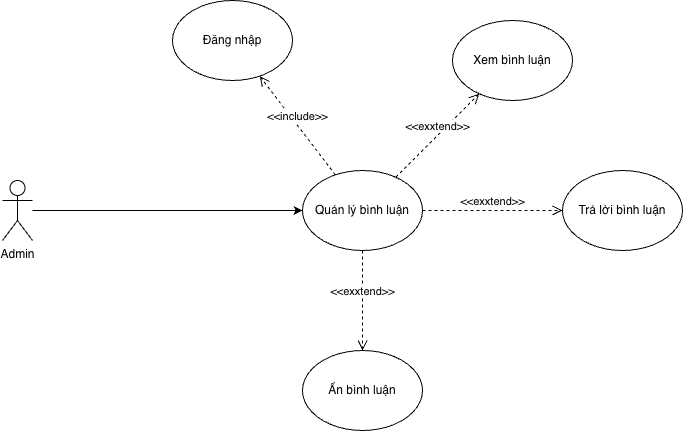 Đăng nhập
Xem bình luận
<<include>>
<<exxtend>>
Quản lý bình luận
<<exxtend>>
Trả lời bình luận
Admin
<<exxtend>>
Ẩn bình luận